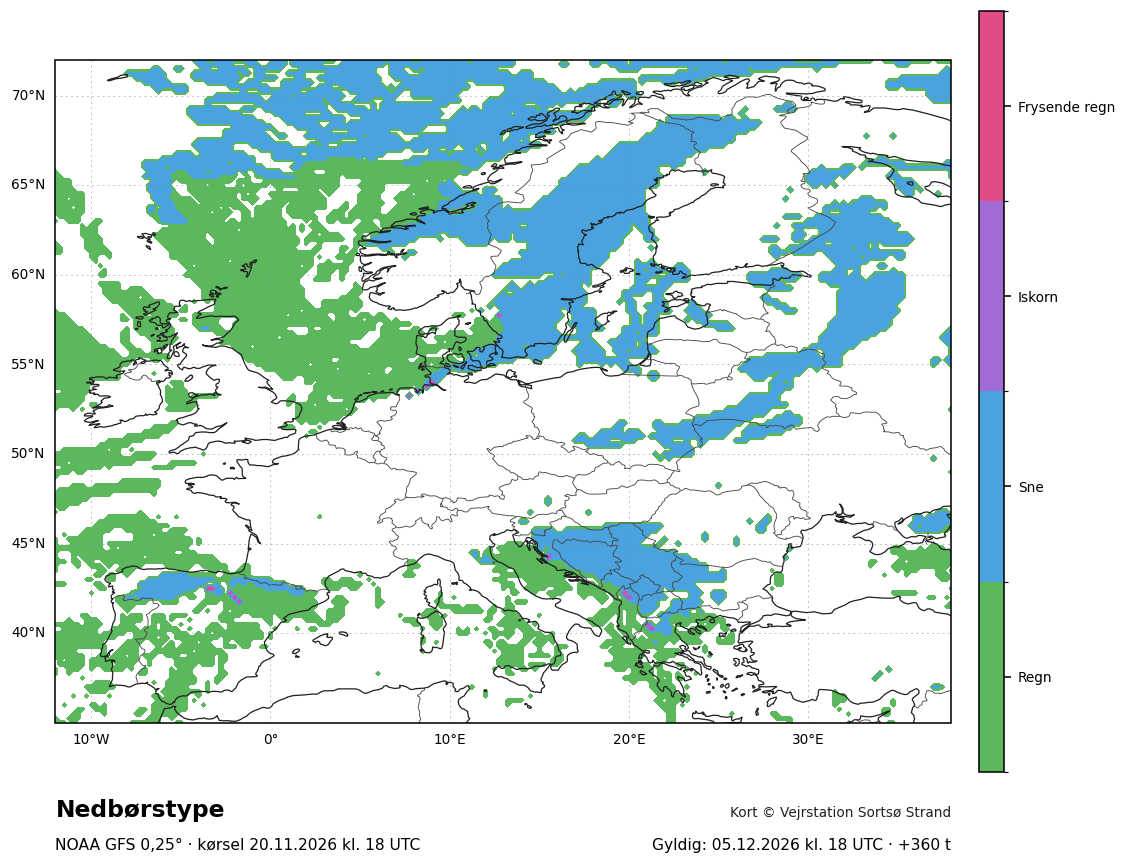 70°N
65°N
60°N
55°N
50°N
45°N
40°N
10°W
0°
10°E
20°E
30°E
Frysende regn
Iskorn
Sne
Regn
Nedbørstype
Kort © Vejrstation Sortsø Strand
NOAA GFS 0,25° · kørsel 20.11.2026 kl. 18 UTC
Gyldig: 05.12.2026 kl. 18 UTC · +360 t